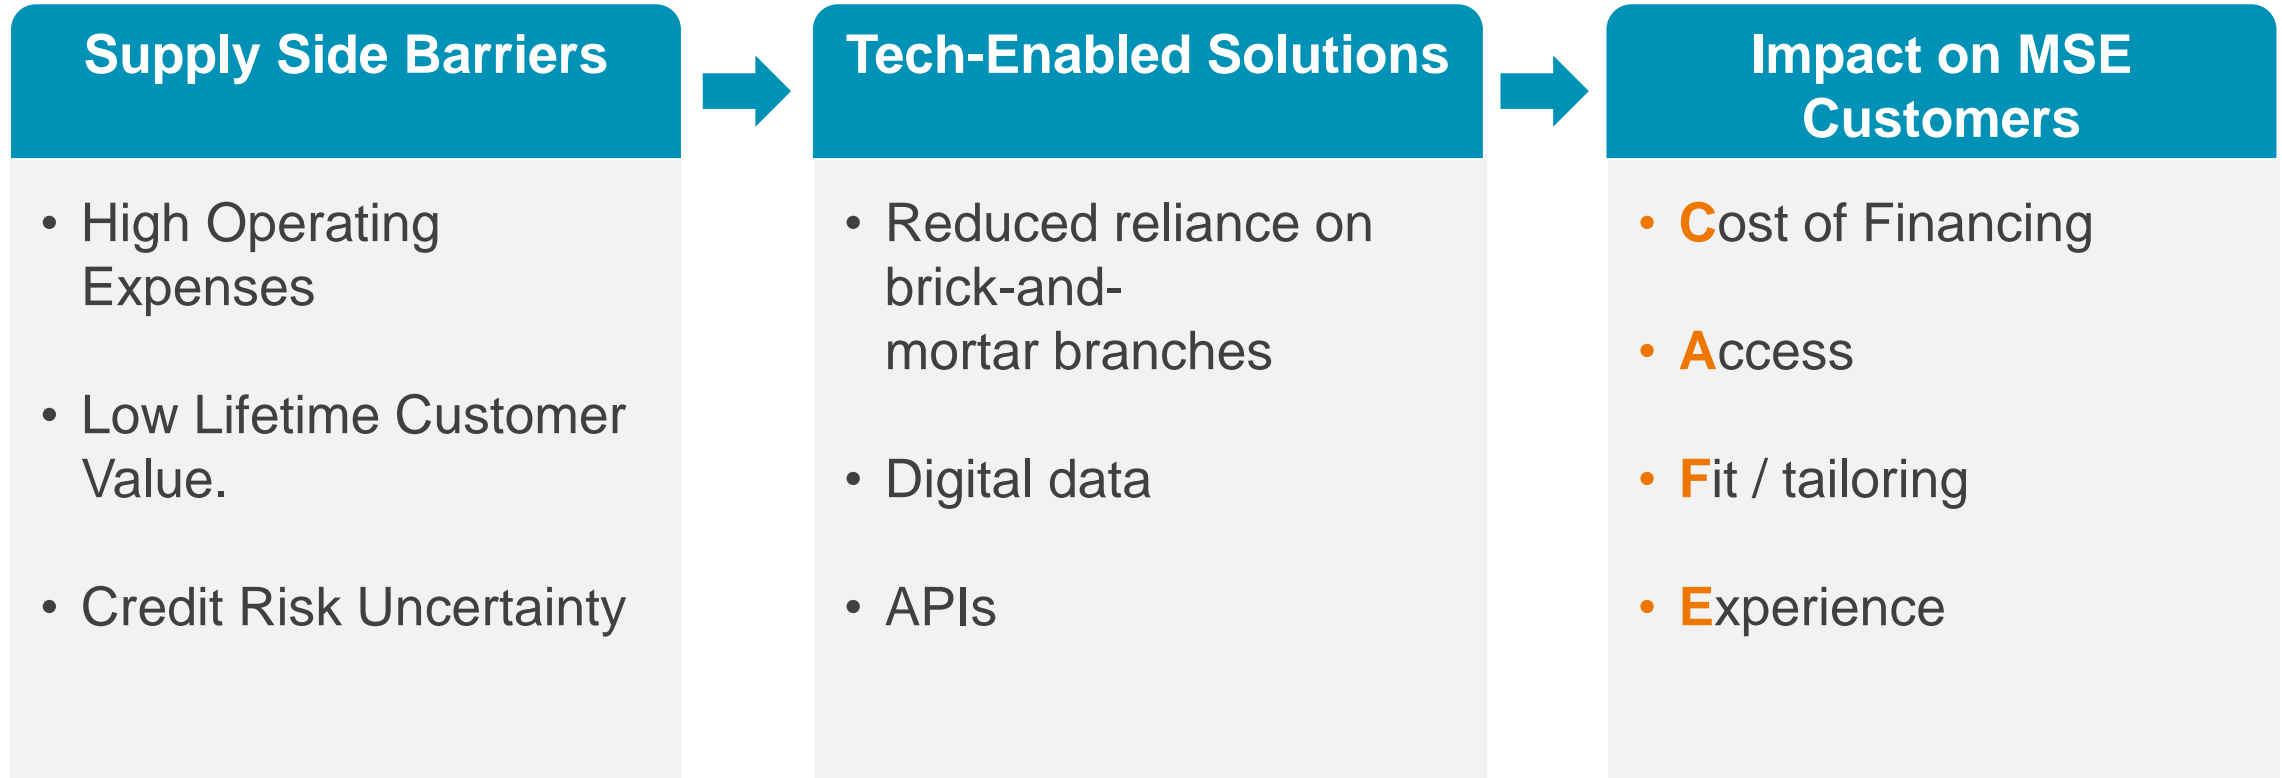 Supply Side Barriers
• High Operating
Expenses
• Low Lifetime Customer
Value.
• Credit Risk Uncertainty
Tech-Enabled Solutions
• Reduced reliance on
brick-and-
mortar branches
• Digital data
• APIs
Impact on MSE
Customers
• Cost of Financing
• Access
• Fit / tailoring
• Experience